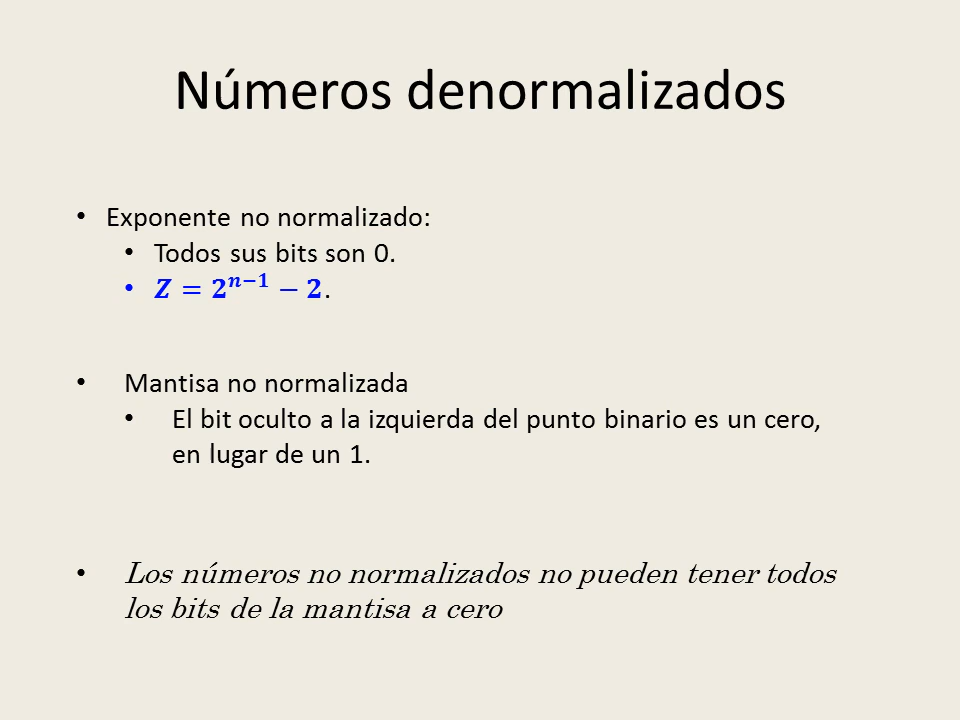 Números denormalizados
• Exponente no normalizado:
• Todos sus bits son 0.
• Z = 2^{n−1} − 2.
• Mantisa no normalizada
• El bit oculto a la izquierda del punto binario es un cero,
en lugar de un 1.
• Los números no normalizados no pueden tener todos
los bits de la mantisa a cero